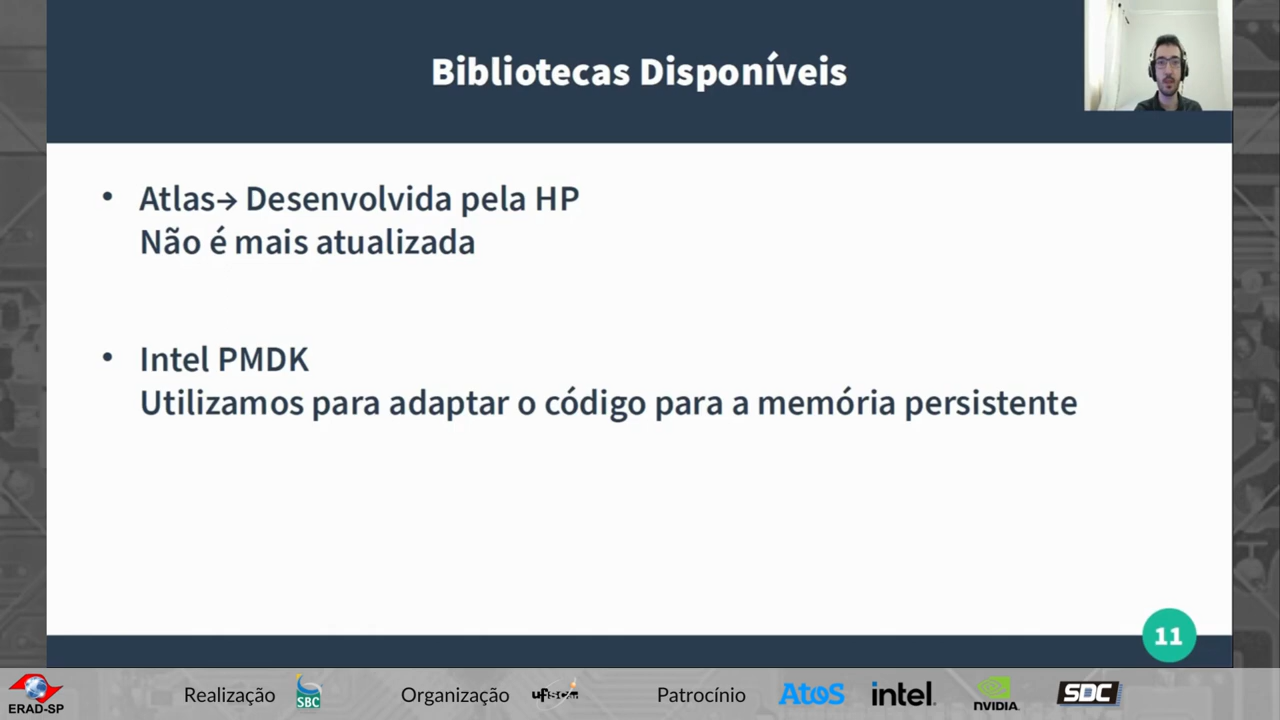 Bibliotecas Disponíveis
• Atlas→ Desenvolvida pela HP
Não é mais atualizada
• Intel PMDK
Utilizamos para adaptar o código para a memória persistente
11
ERAD-SP
Realização
SBC
Organização
ufscar
Patrocínio
Atos
intel.
NVIDIA.
SDC